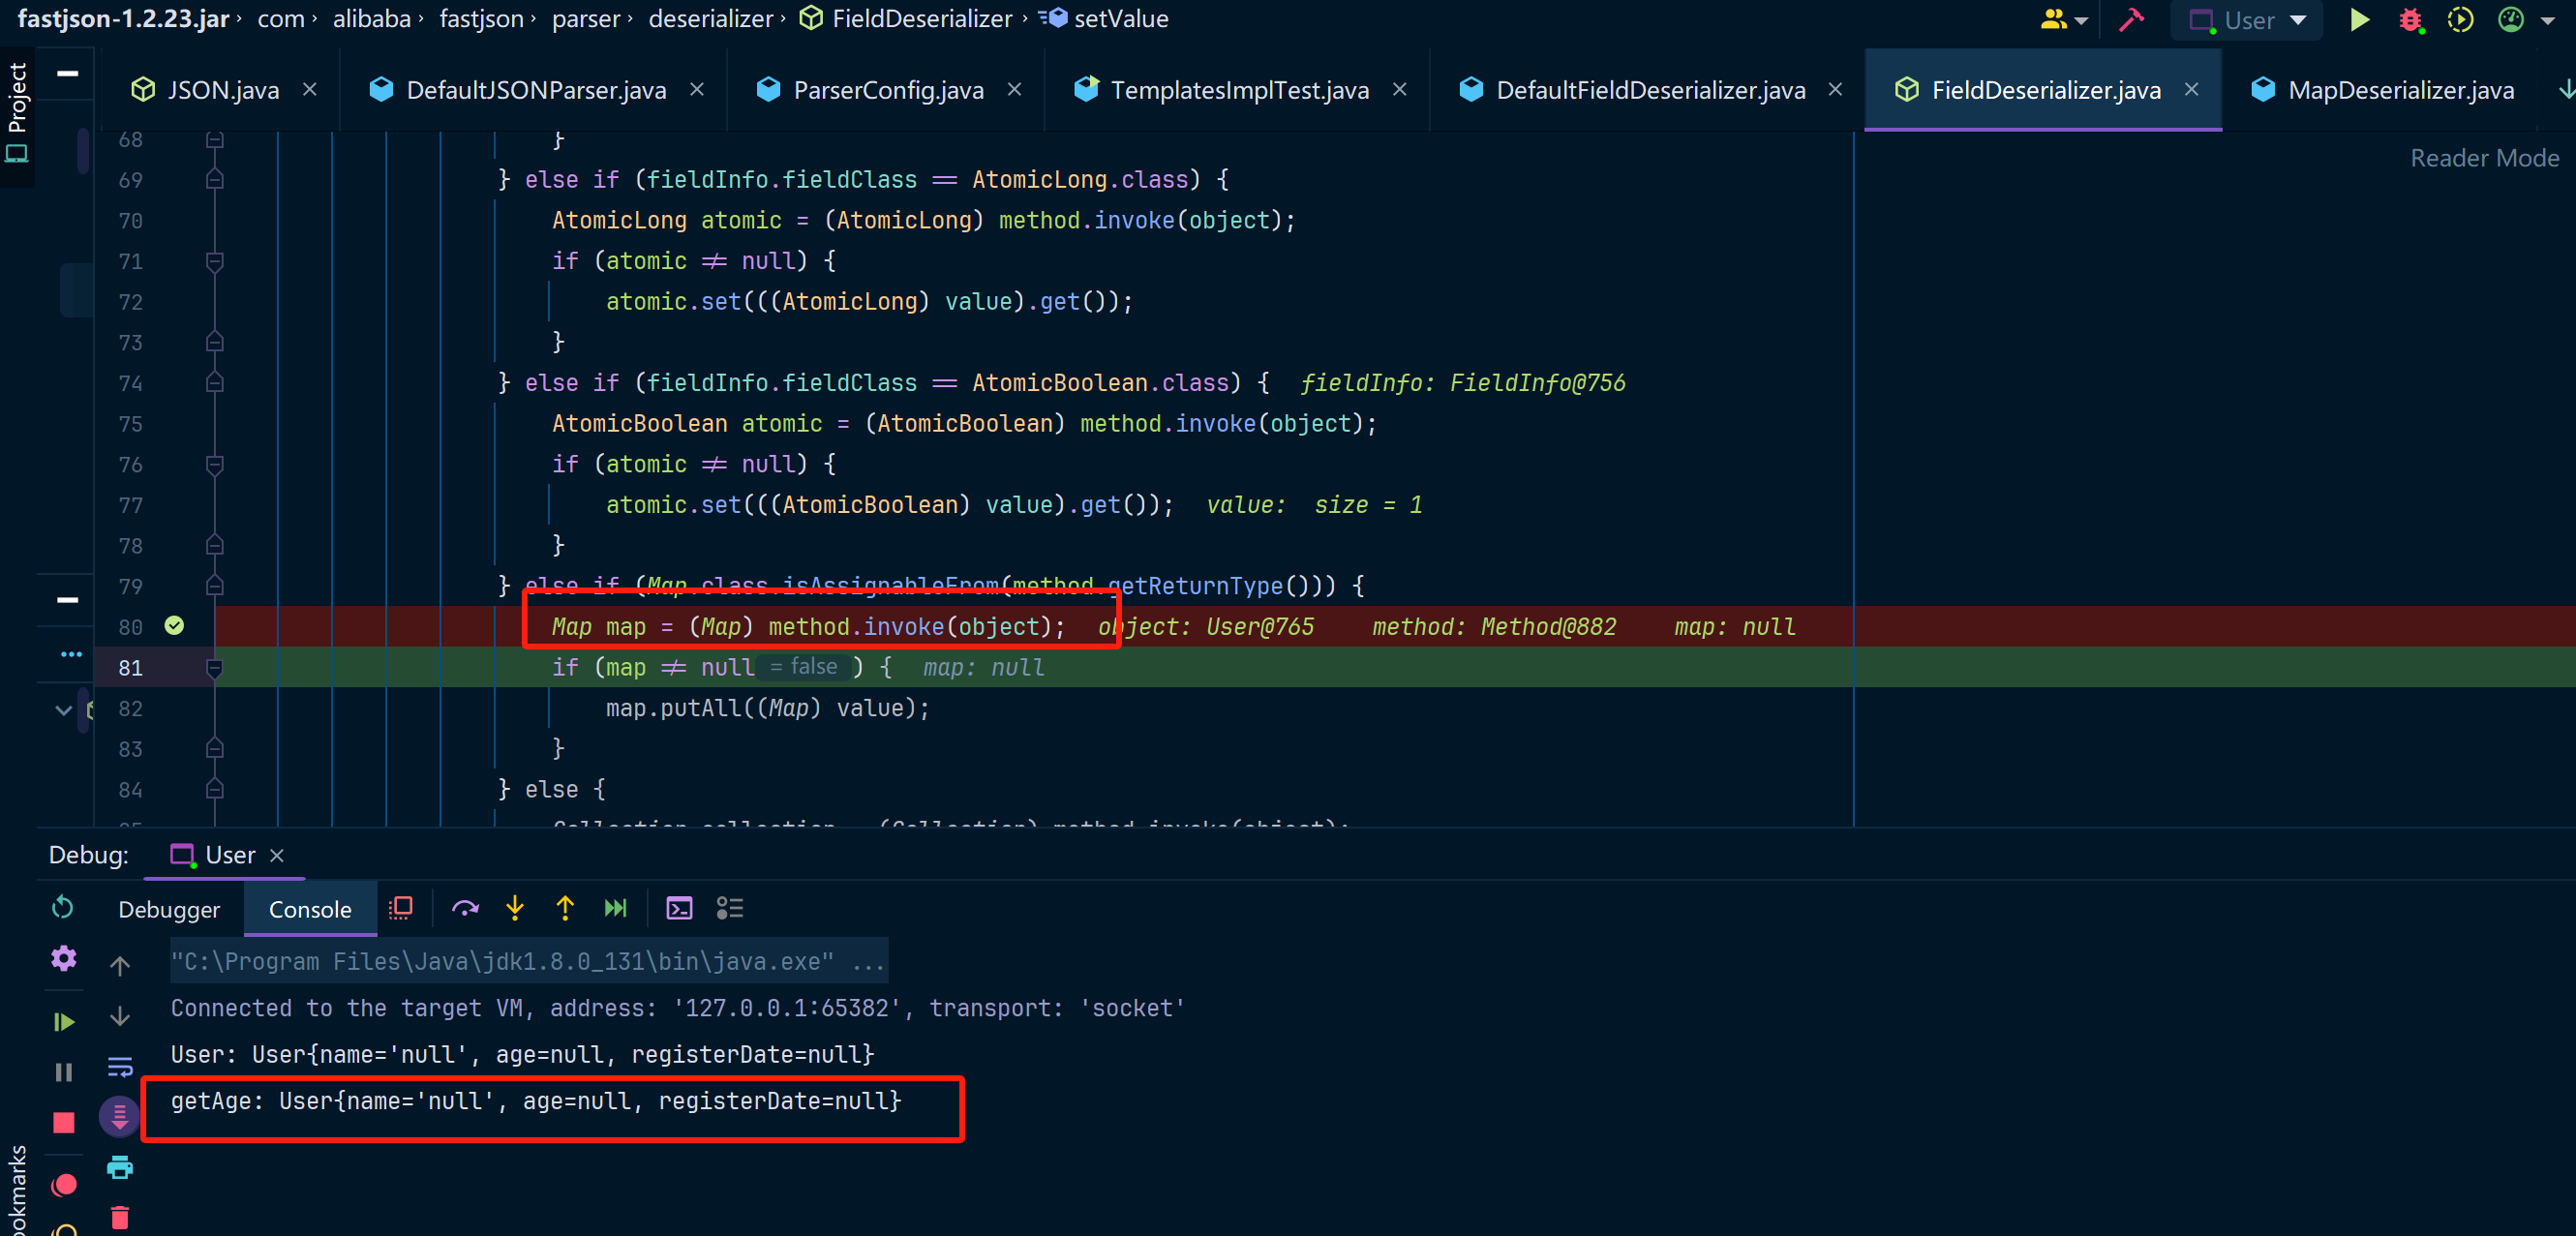 fastjson-1.2.23.jar › com › alibaba › fastjson › parser › deserializer › FieldDeserializer › setValue
User
Project
JSON.java
DefaultJSONParser.java
ParserConfig.java
TemplatesImplTest.java
DefaultFieldDeserializer.java
FieldDeserializer.java
MapDeserializer.java
Reader Mode
68 }
69 } else if (fieldInfo.fieldClass == AtomicLong.class) {
70 AtomicLong atomic = (AtomicLong) method.invoke(object);
71 if (atomic != null) {
72 atomic.set(((AtomicLong) value).get());
73 }
74 } else if (fieldInfo.fieldClass == AtomicBoolean.class) { fieldInfo: FieldInfo@756
75 AtomicBoolean atomic = (AtomicBoolean) method.invoke(object);
76 if (atomic != null) {
77 atomic.set(((AtomicBoolean) value).get()); value: size = 1
78 }
79 } else if (Map.class.isAssignableFrom(method.getReturnType())) {
80 Map map = (Map) method.invoke(object); object: User@765 method: Method@882 map: null
81 if (map != null = false ) { map: null
82 map.putAll((Map) value);
83 }
84 } else {
85 Collection collection = (Collection) method.invoke(object);
Debug: User
Debugger
Console
"C:\Program Files\Java\jdk1.8.0_131\bin\java.exe" ...
Connected to the target VM, address: '127.0.0.1:65382', transport: 'socket'
User: User{name='null', age=null, registerDate=null}
getAge: User{name='null', age=null, registerDate=null}
ookmarks